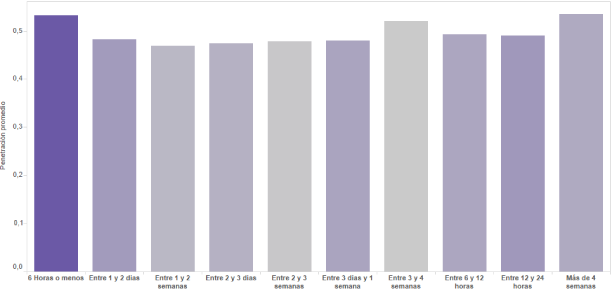 0,5
0,4
0,3
0,2
0,1
0,0
Penetración promedio
6 Horas o menos
Entre 1 y 2 días
Entre 1 y 2
semanas
Entre 2 y 3 días
Entre 2 y 3
semanas
Entre 3 días y 1
semana
Entre 3 y 4
semanas
Entre 6 y 12
horas
Entre 12 y 24
horas
Más de 4
semanas